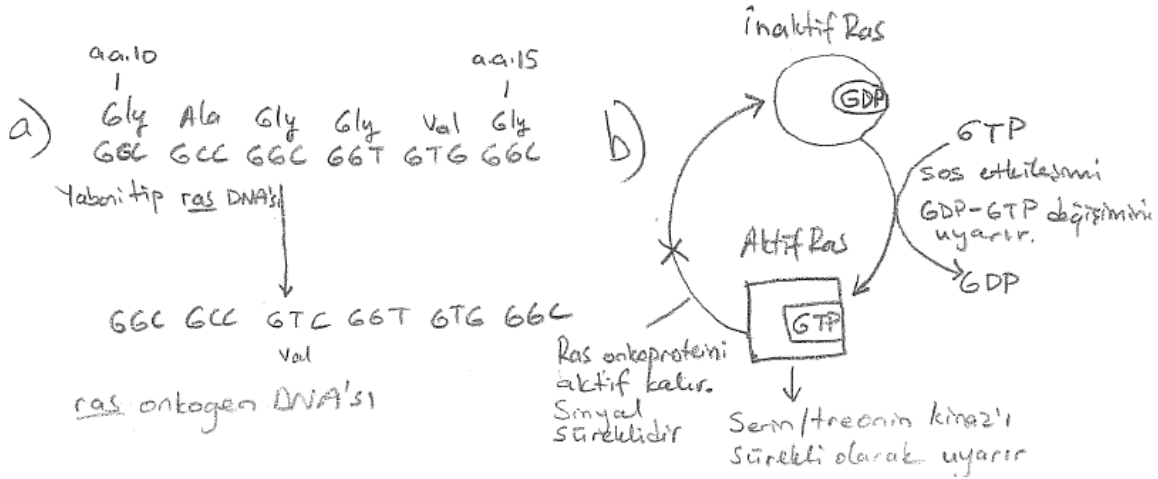 a)
a.a.10 a.a.15
Gly Ala Gly Gly Val Gly
GGC GCC GGC GGT GTG GGC
Yabani tip ras DNA'sı
GGC GCC GTC GGT GTG GGC
Val
ras onkogen DNA'sı
b)
İnaktif Ras
GDP
GTP
SOS etkileşimi
GDP-GTP değişimini
uyarır.
GDP
Aktif Ras
GTP
Ras onkoproteini
aktif kalır.
Sinyal
süreklidir
Serin/treonin kinaz'ı
sürekli olarak uyarır